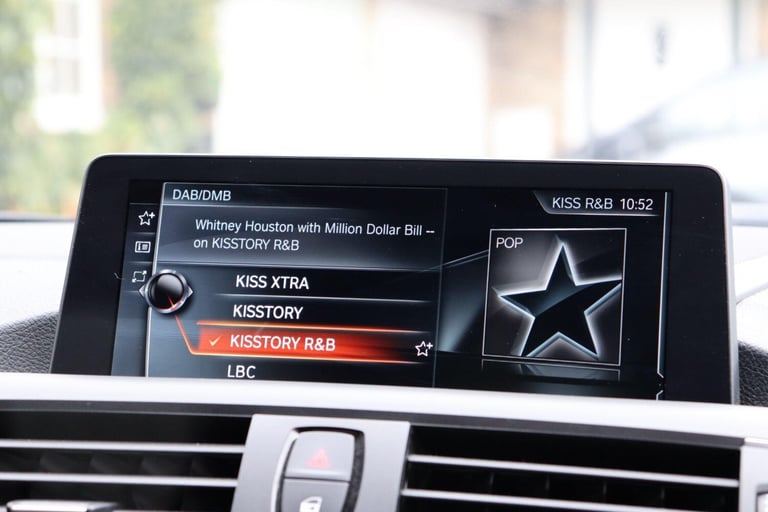 DAB/DMB
KISS R&B 10:52
Whitney Houston with Million Dollar Bill --
on KISSTORY R&B
POP
KISS XTRA
KISSTORY
KISSTORY R&B
LBC